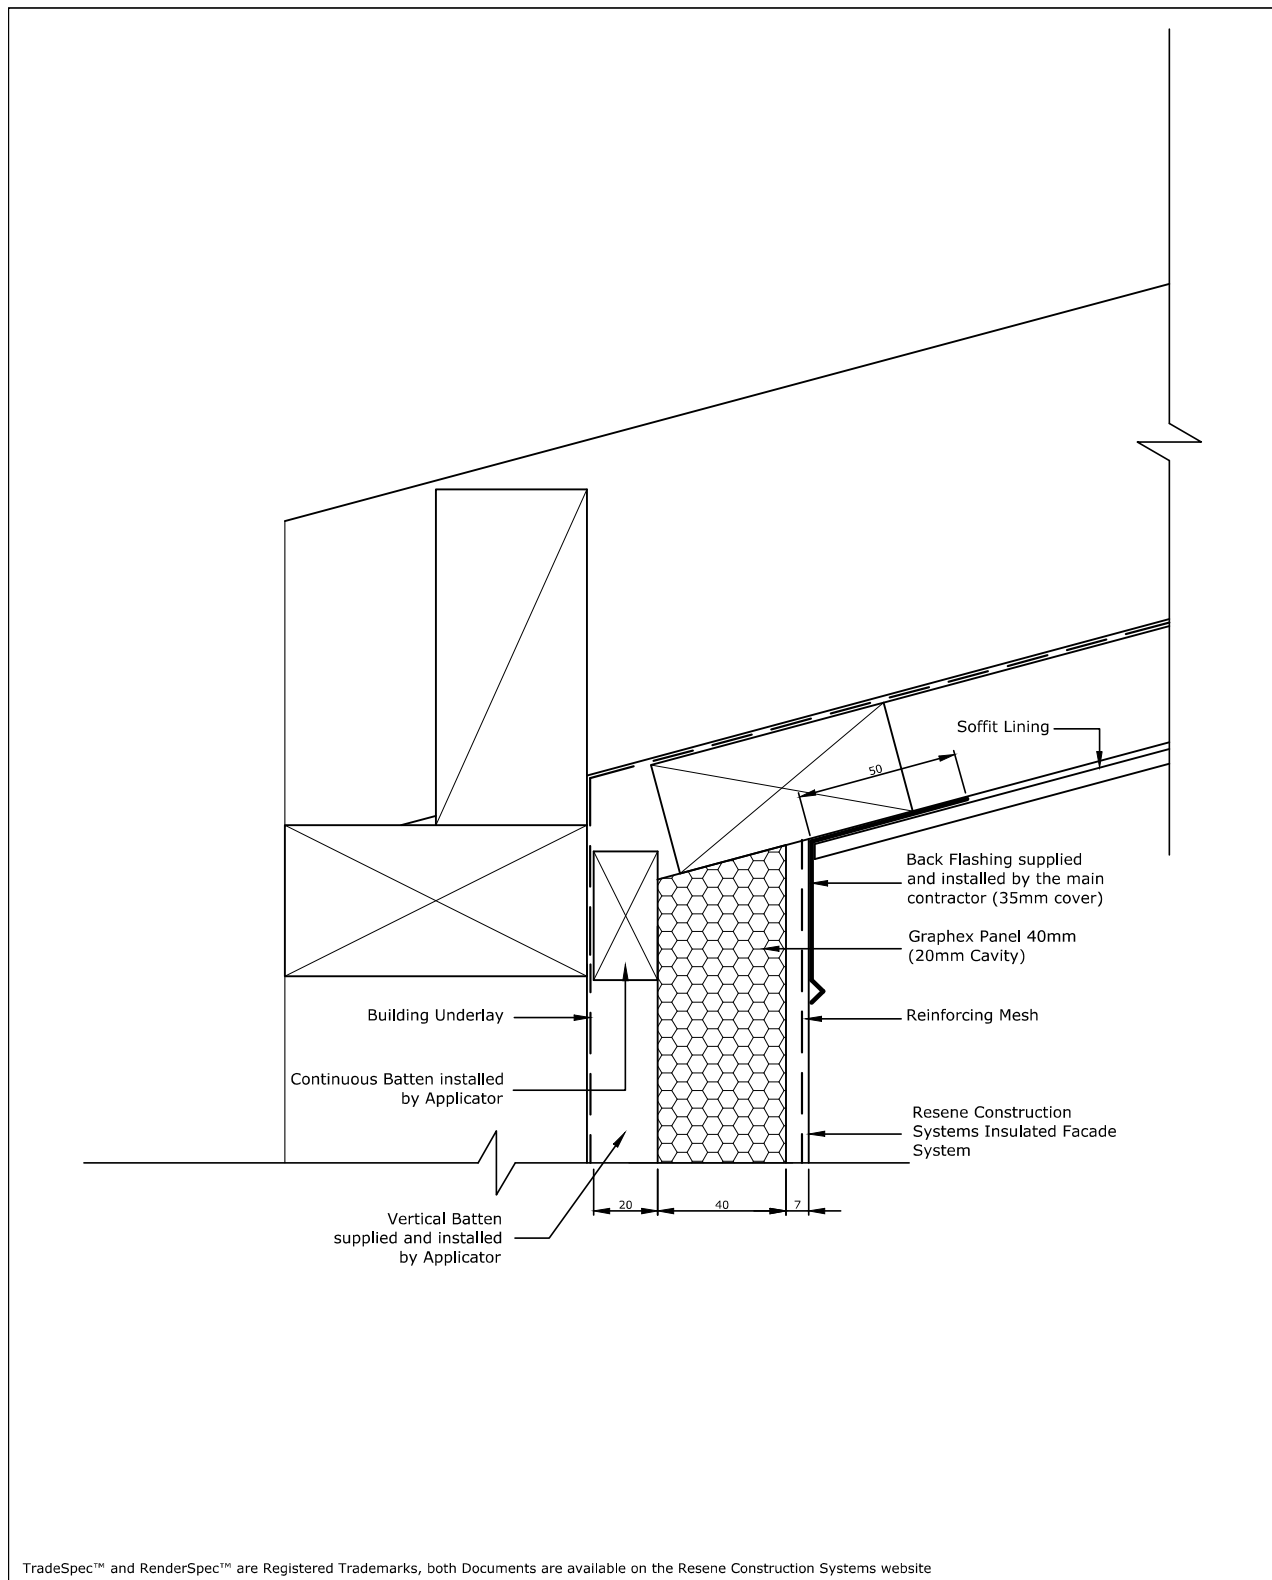 Soffit Lining
50
Back Flashing supplied
and installed by the main
contractor (35mm cover)
Graphex Panel 40mm
(20mm Cavity)
Building Underlay
Reinforcing Mesh
Continuous Batten installed
by Applicator
Resene Construction
Systems Insulated Facade
System
20
40
7
Vertical Batten
supplied and installed
by Applicator
TradeSpec™ and RenderSpec™ are Registered Trademarks, both Documents are available on the Resene Construction Systems website